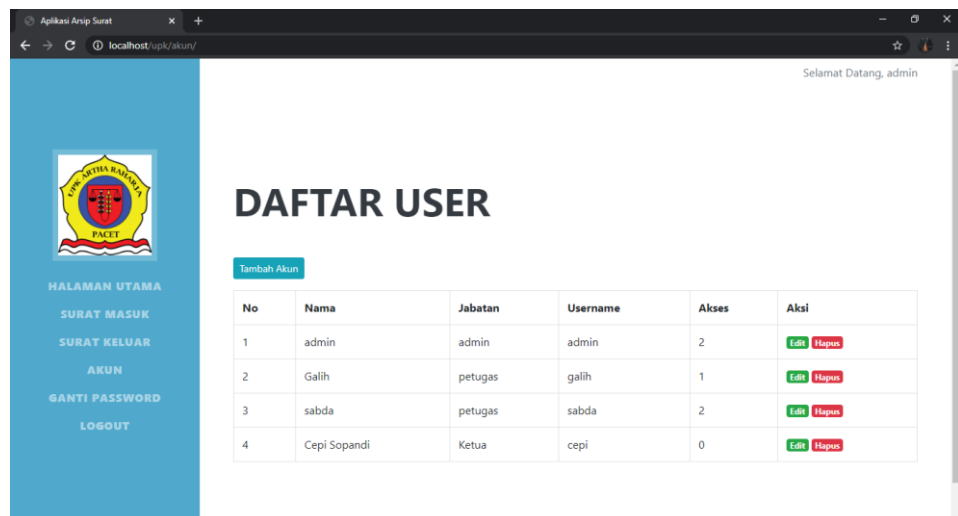 Aplikasi Arsip Surat
localhost/upk/akun/
Selamat Datang, admin
UPK ARTHA RAHARJA
PACET
HALAMAN UTAMA
SURAT MASUK
SURAT KELUAR
AKUN
GANTI PASSWORD
LOGOUT
DAFTAR USER
Tambah Akun
No Nama Jabatan Username Akses Aksi
1 admin admin admin 2 Edit Hapus
2 Galih petugas galih 1 Edit Hapus
3 sabda petugas sabda 2 Edit Hapus
4 Cepi Sopandi Ketua cepi 0 Edit Hapus